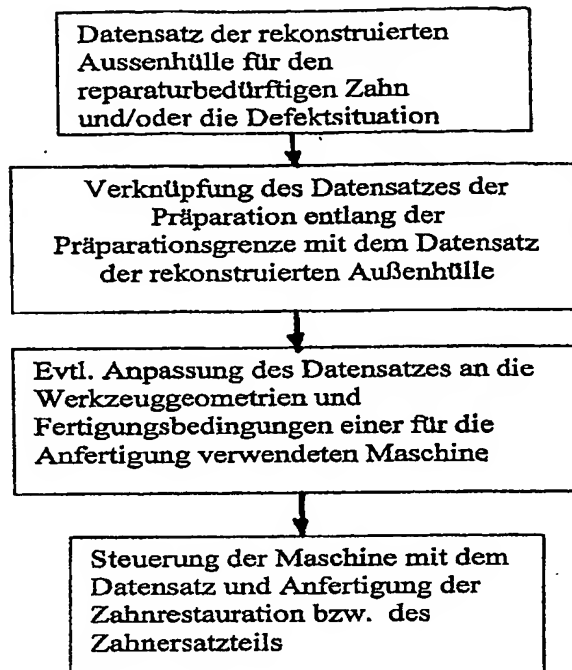 Datensatz der rekonstruierten
Aussenhülle für den
reparaturbedürftigen Zahn
und/oder die Defektsituation
Verknüpfung des Datensatzes der
Präparation entlang der
Präparationsgrenze mit dem Datensatz
der rekonstruierten Außenhülle
Evtl. Anpassung des Datensatzes an die
Werkzeuggeometrien und
Fertigungsbedingungen einer für die
Anfertigung verwendeten Maschine
Steuerung der Maschine mit dem
Datensatz und Anfertigung der
Zahnrestauration bzw. des
Zahnersatzteils